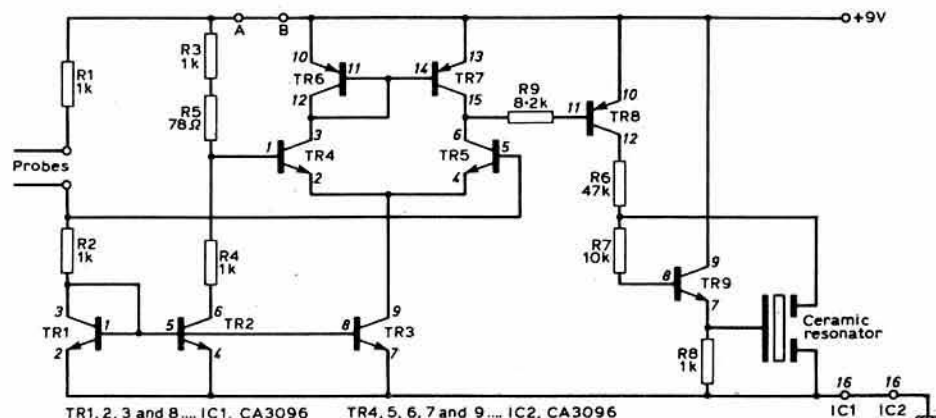 A B +9V
R3
1k
10 11 14 13
TR6 TR7
12 15
R1
1k
R5
78Ω
R9
8·2k
11 10
TR8
12
3 6
1 TR4 TR5 5
2 4
Probes
R6
47k
R2
1k
R4
1k
R7
10k
8 9
TR9
7
3 6 9
TR1 1 5 TR2 8 TR3
2 4 7
Ceramic
resonator
R8
1k
16 16
IC1 IC2
TR1, 2, 3 and 8.... IC1, CA3096 TR4, 5, 6, 7 and 9.... IC2, CA3096